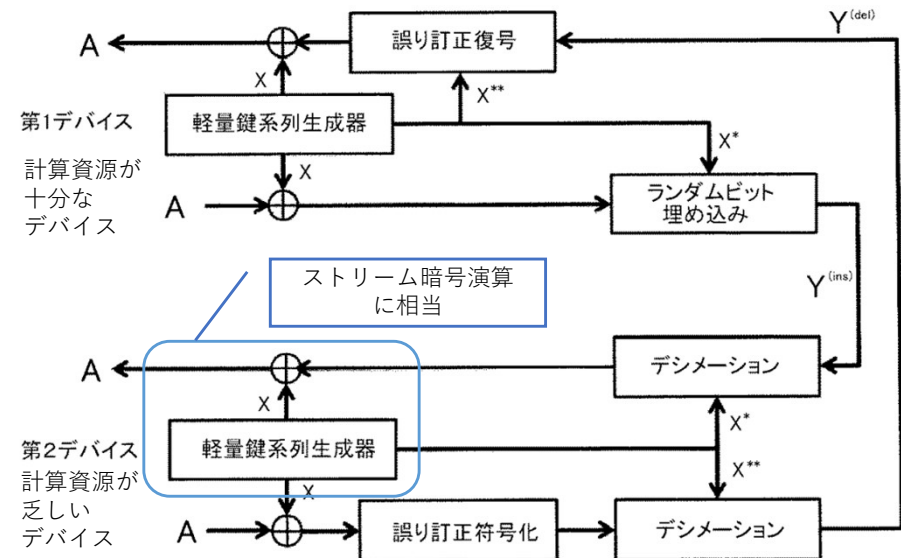 Y(del)
A
誤り訂正復号
X
X**
第1デバイス
軽量鍵系列生成器
X*
計算資源が
十分な
デバイス
X
A
ランダムビット
埋め込み
ストリーム暗号演算
に相当
Y(ins)
A
デシメーション
X
X*
第2デバイス
軽量鍵系列生成器
計算資源が
乏しい
デバイス
X
X**
A
誤り訂正符号化
デシメーション